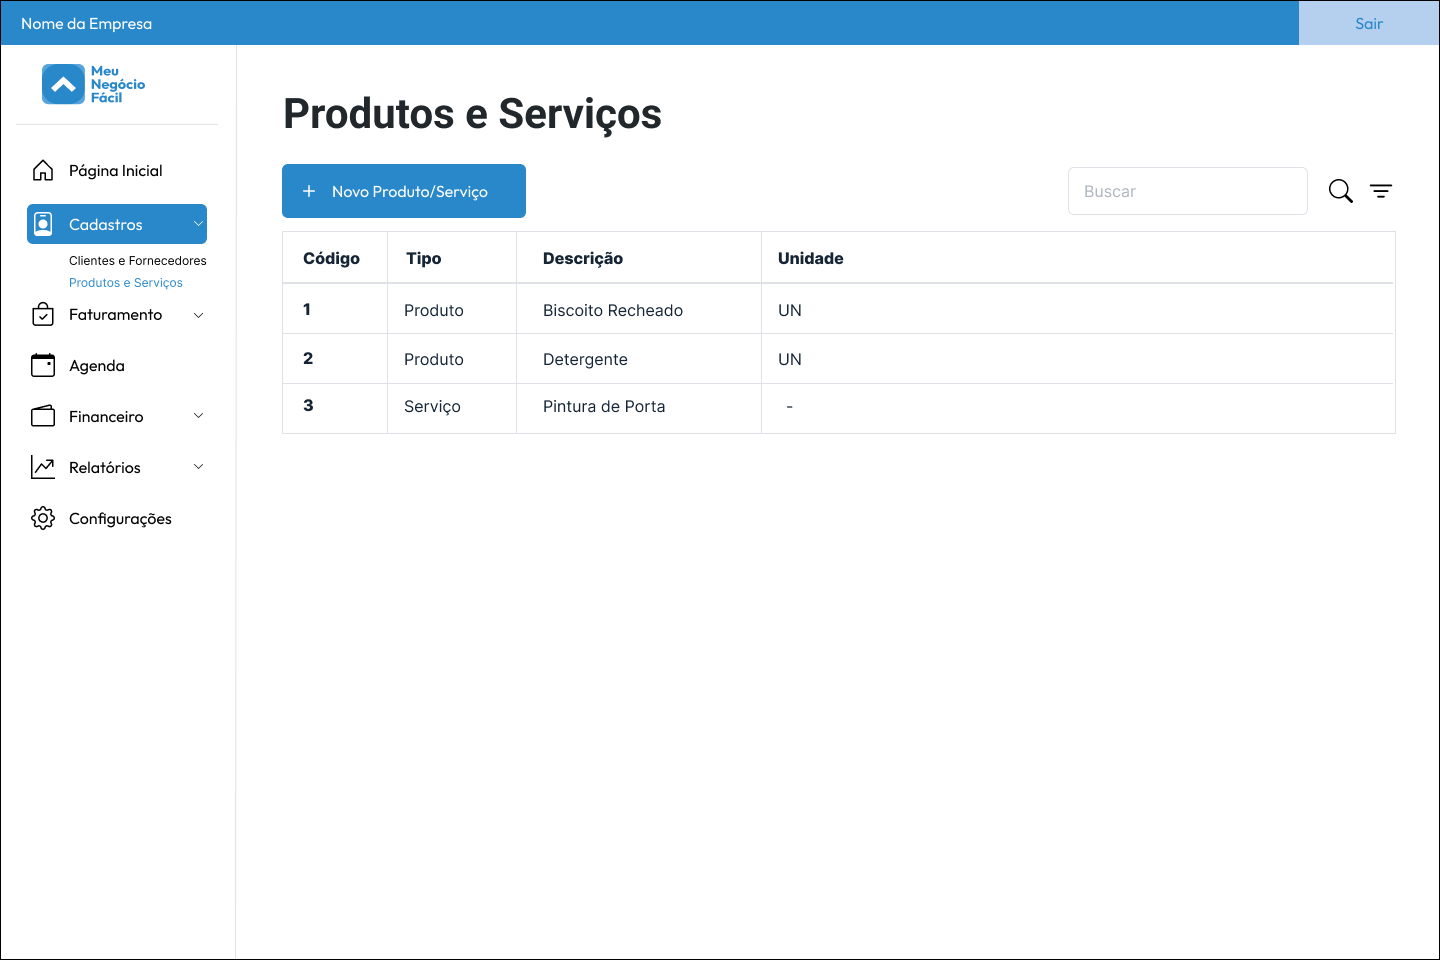 Nome da Empresa
Sair
Meu
Negócio
Fácil
Página Inicial
Cadastros
Clientes e Fornecedores
Produtos e Serviços
Faturamento
Agenda
Financeiro
Relatórios
Configurações
Produtos e Serviços
+ Novo Produto/Serviço
Buscar
Código Tipo Descrição Unidade
1 Produto Biscoito Recheado UN
2 Produto Detergente UN
3 Serviço Pintura de Porta -